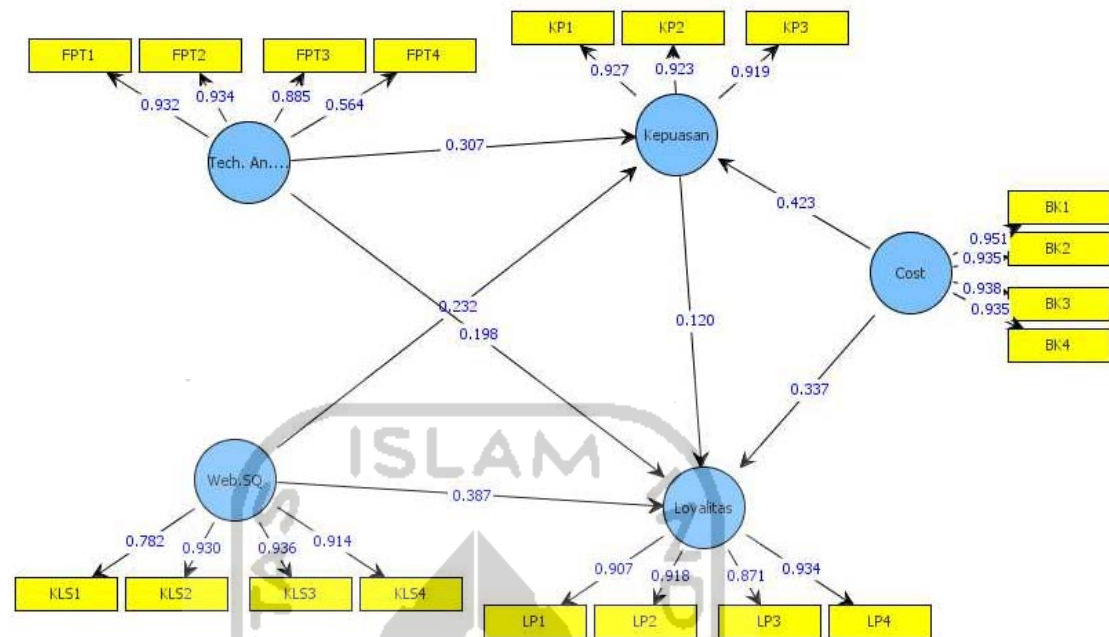 KP1 KP2 KP3
FPT1 FPT2 FPT3 FPT4
0.927 0.923 0.919
0.932 0.934 0.885 0.564
Kepuasan
Tech. An....
0.307
0.423
BK1
0.951
BK2
0.935
Cost
0.938
BK3
0.935
BK4
0.232
0.198
0.120
0.337
ISLAM
Web.SQ
0.387
Loyalitas
0.782 0.930 0.936 0.914
0.907 0.918 0.871 0.934
KLS1 KLS2 KLS3 KLS4
LP1 LP2 LP3 LP4